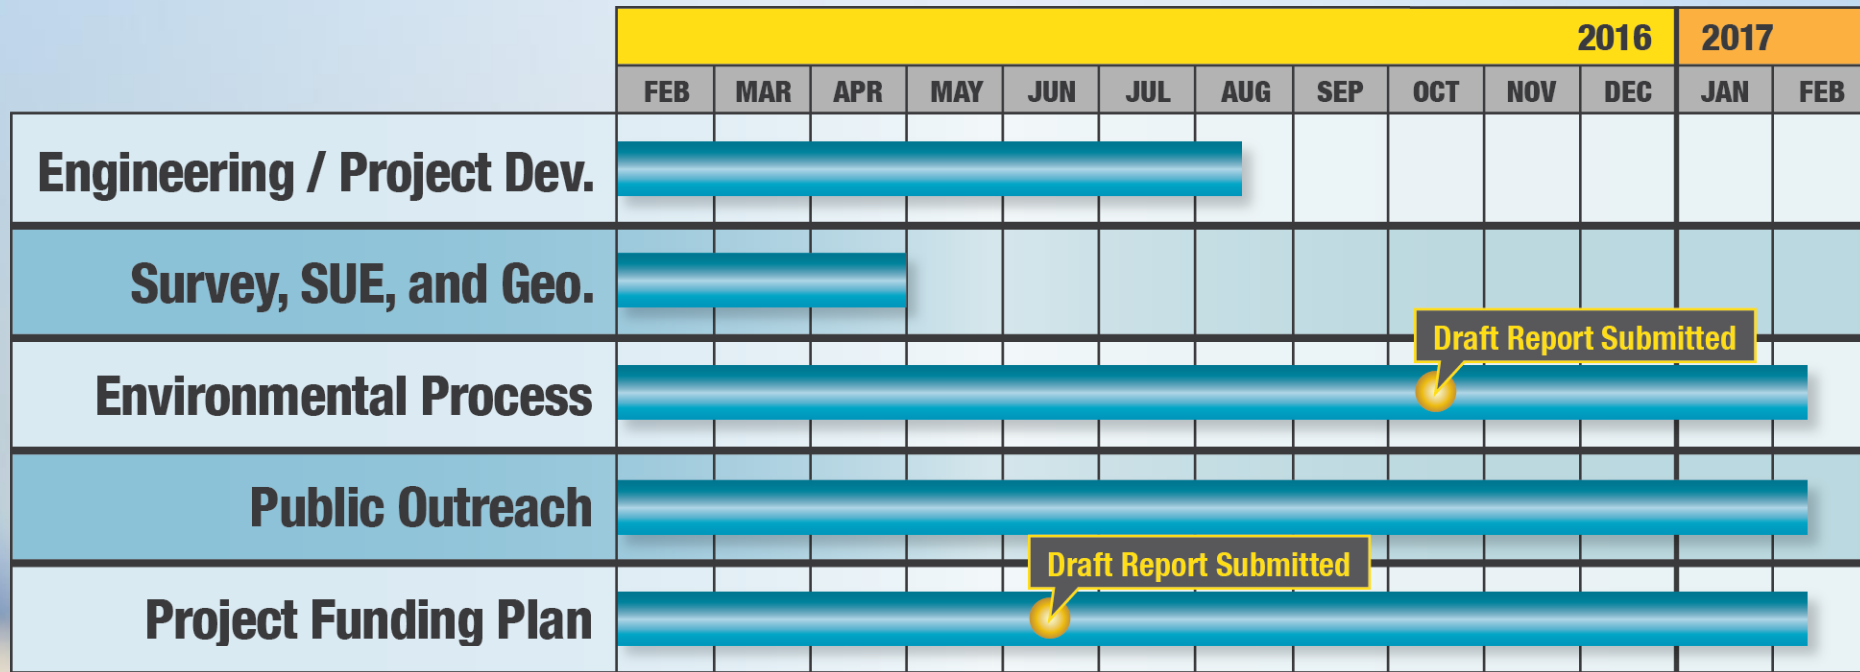 2016 2017
FEB MAR APR MAY JUN JUL AUG SEP OCT NOV DEC JAN FEB
Engineering / Project Dev.
Survey, SUE, and Geo.
Draft Report Submitted
Environmental Process
Public Outreach
Draft Report Submitted
Project Funding Plan